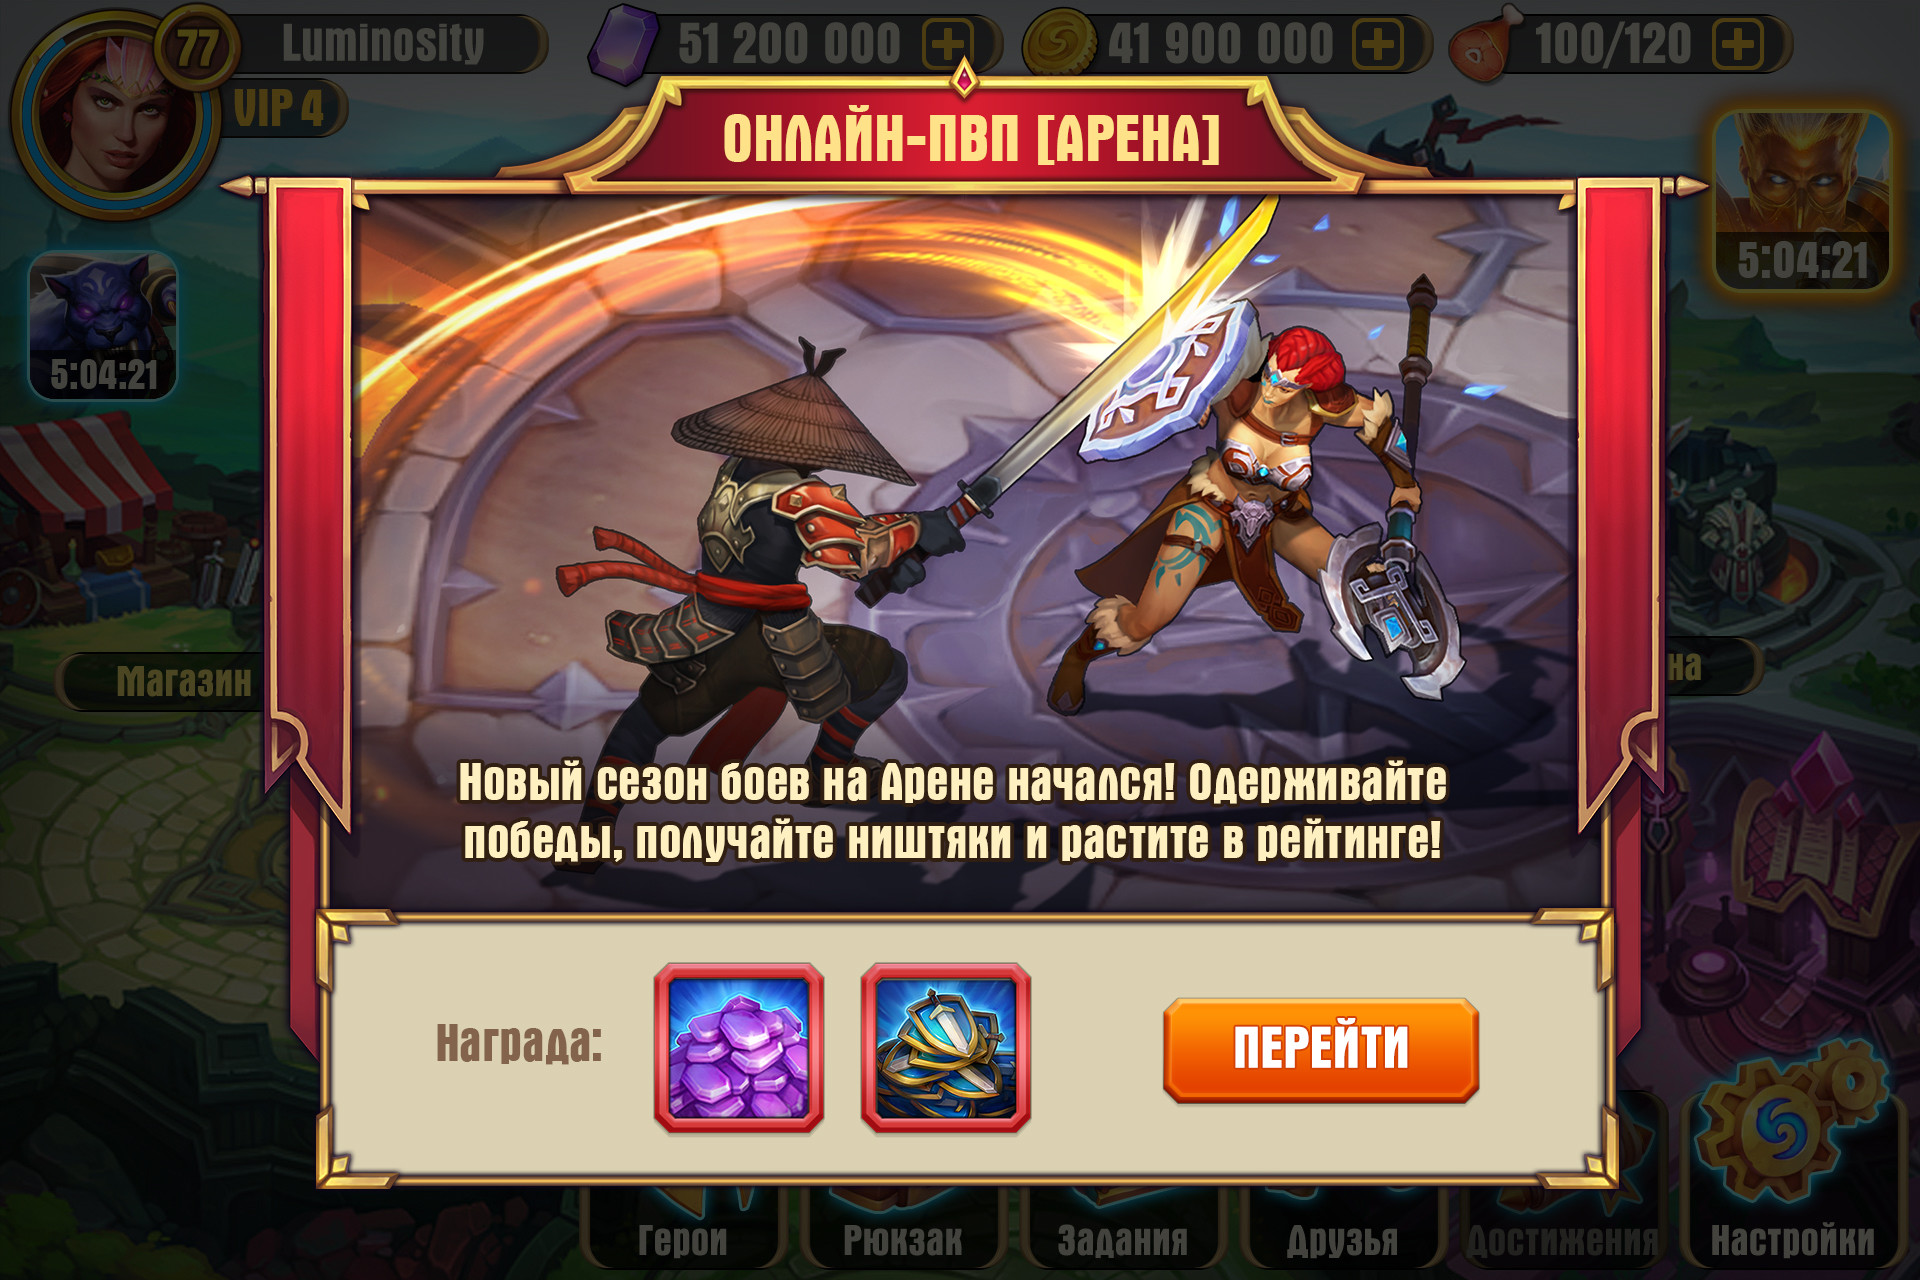 77
Luminosity
51 200 000
41 900 000
100/120
VIP 4
ОНЛАЙН-ПВП [АРЕНА]
5:04:21
5:04:21
Магазин
на
Новый сезон боев на Арене начался! Одерживайте
победы, получайте ништяки и растите в рейтинге!
Награда:
ПЕРЕЙТИ
Герои
Рюкзак
Задания
Друзья
Достижения
Настройки